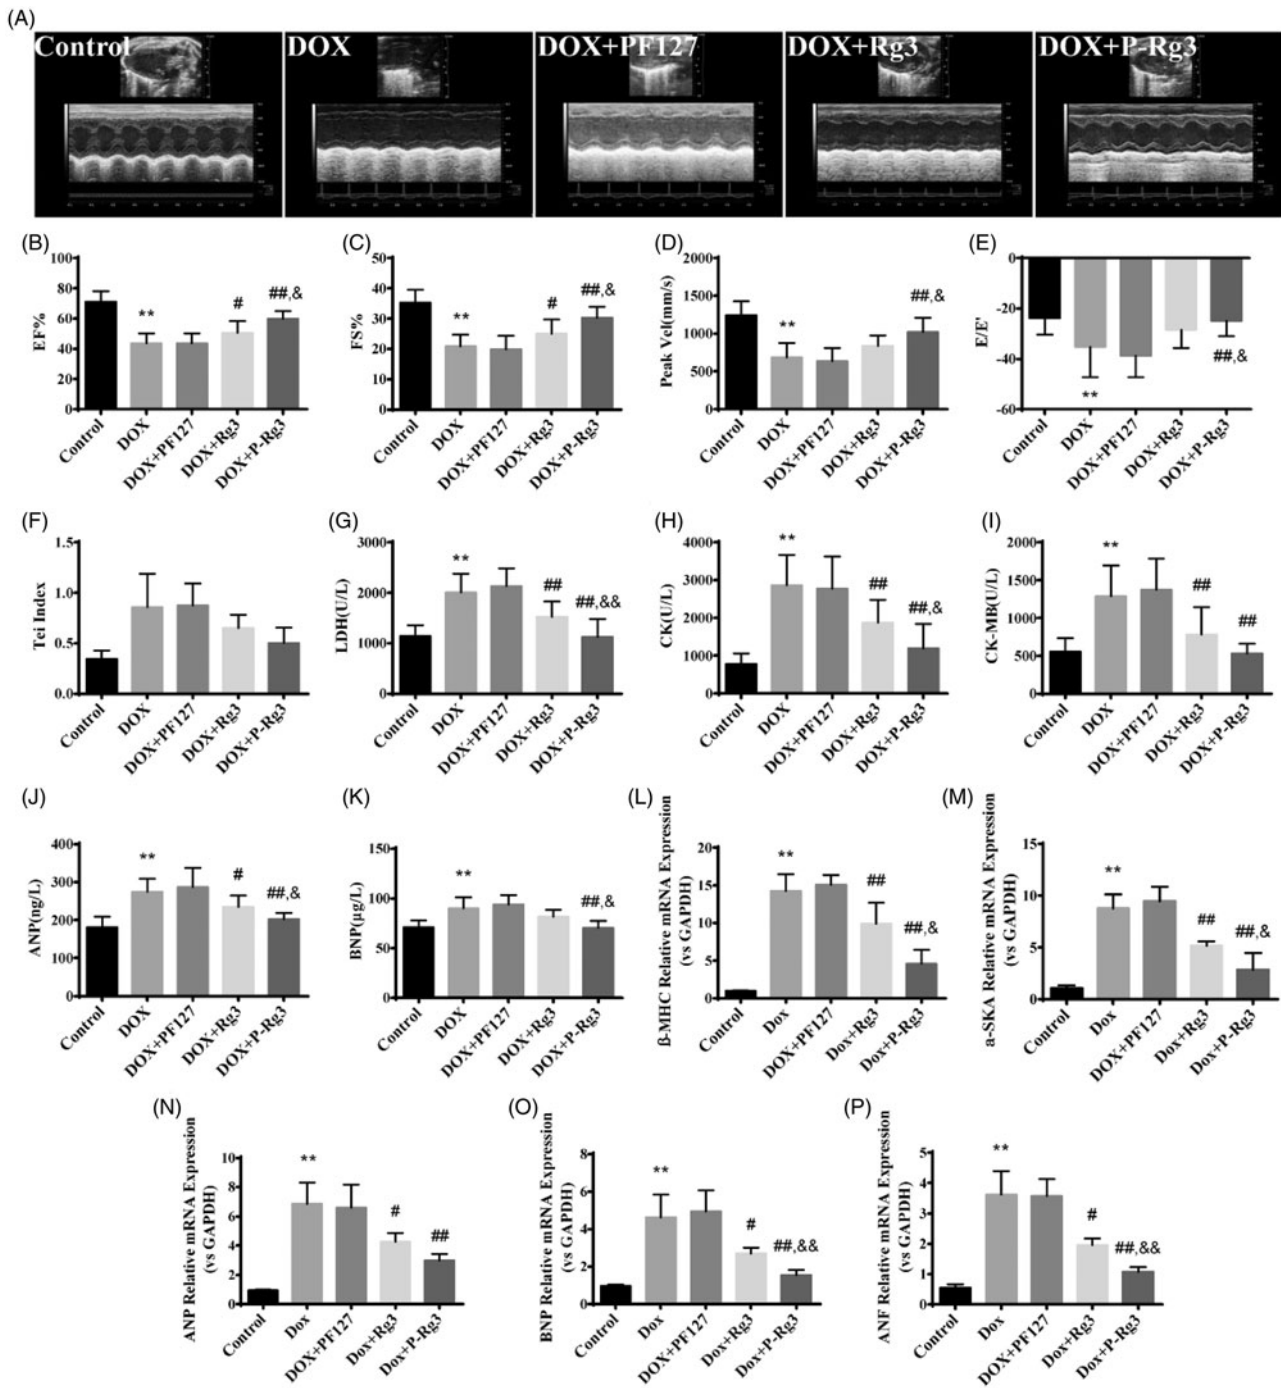 (A)
Control
DOX
DOX+PF127
DOX+Rg3
DOX+P-Rg3
(B)
EF%
100
80
60
40
20
0
**
#
##,&
Control
DOX
DOX+PF127
DOX+Rg3
DOX+P-Rg3
(C)
FS%
50
40
30
20
10
0
**
#
##,&
Control
DOX
DOX+PF127
DOX+Rg3
DOX+P-Rg3
(D)
Peak Vel(mm/s)
2000
1500
1000
500
0
**
##,&
Control
DOX
DOX+PF127
DOX+Rg3
DOX+P-Rg3
(E)
E/E'
0
-20
-40
-60
**
##,&
Control
DOX
DOX+PF127
DOX+Rg3
DOX+P-Rg3
(F)
Tei Index
1.5
1.0
0.5
0.0
Control
DOX
DOX+PF127
DOX+Rg3
DOX+P-Rg3
(G)
LDH(U/L)
3000
2000
1000
0
**
##
##,&&
Control
DOX
DOX+PF127
DOX+Rg3
DOX+P-Rg3
(H)
CK(U/L)
4000
3000
2000
1000
0
**
##
##,&
Control
DOX
DOX+PF127
DOX+Rg3
DOX+P-Rg3
(I)
CK-MB(U/L)
2000
1500
1000
500
0
**
##
##
Control
DOX
DOX+PF127
DOX+Rg3
DOX+P-Rg3
(J)
ANP(ng/L)
400
300
200
100
0
**
#
##,&
Control
DOX
DOX+PF127
DOX+Rg3
DOX+P-Rg3
(K)
BNP(µg/L)
150
100
50
0
**
##,&
Control
DOX
DOX+PF127
DOX+Rg3
DOX+P-Rg3
(L)
ß-MHC Relative mRNA Expression
(vs GAPDH)
20
15
10
5
0
**
##
##,&
Control
Dox
DOX+PF127
Dox+Rg3
Dox+P-Rg3
(M)
a-SKA Relative mRNA Expression
(vs GAPDH)
15
10
5
0
**
##
##,&
Control
Dox
DOX+PF127
Dox+Rg3
Dox+P-Rg3
(N)
ANP Relative mRNA Expression
(vs GAPDH)
10
8
6
4
2
0
**
#
##
Control
Dox
DOX+PF127
Dox+Rg3
Dox+P-Rg3
(O)
BNP Relative mRNA Expression
(vs GAPDH)
8
6
4
2
0
**
#
##,&&
Control
Dox
DOX+PF127
Dox+Rg3
Dox+P-Rg3
(P)
ANF Relative mRNA Expression
(vs GAPDH)
5
4
3
2
1
0
**
#
##,&&
Control
Dox
DOX+PF127
Dox+Rg3
Dox+P-Rg3